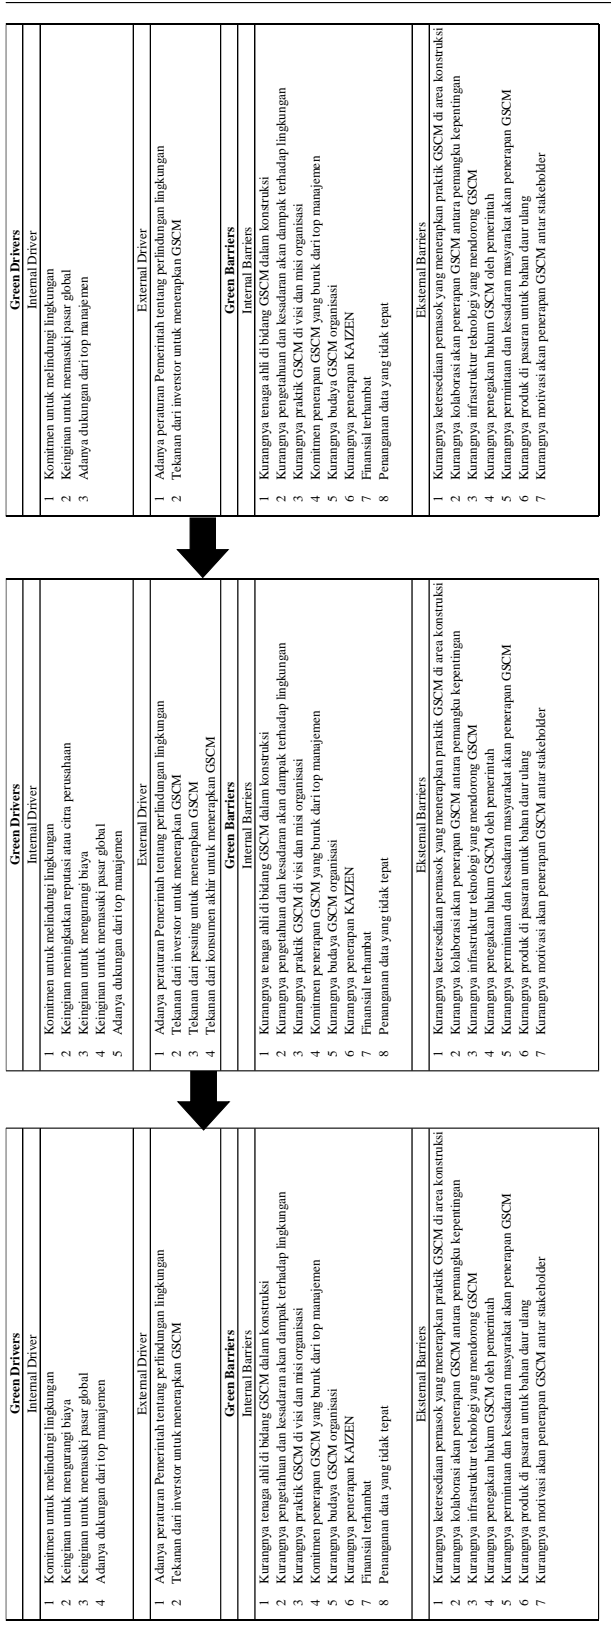 Green Drivers
Internal Driver
1 Komitmen untuk melindungi lingkungan
2 Keinginan untuk mengurangi biaya
3 Keinginan untuk memasuki pasar global
4 Adanya dukungan dari top manajemen
External Driver
1 Adanya peraturan Pemerintah tentang perlindungan lingkungan
2 Tekanan dari inverstor untuk menerapkan GSCM
Green Barriers
Internal Barriers
1 Kurangnya tenaga ahli di bidang GSCM dalam konstruksi
2 Kurangnya pengetahuan dan kesadaran akan dampak terhadap lingkungan
3 Kurangnya praktik GSCM di visi dan misi organisasi
4 Komitmen penerapan GSCM yang buruk dari top manajemen
5 Kurangnya budaya GSCM organisasi
6 Kurangnya penerapan KAIZEN
7 Finansial terhambat
8 Penanganan data yang tidak tepat
Eksternal Barriers
1 Kurangnya ketersediaan pemasok yang menerapkan praktik GSCM di area konstruksi
2 Kurangnya kolaborasi akan penerapan GSCM antara pemangku kepentingan
3 Kurangnya infrastruktur teknologi yang mendorong GSCM
4 Kurangnya penegakan hukum GSCM oleh pemerintah
5 Kurangnya permintaan dan kesadaran masyarakat akan penerapan GSCM
6 Kurangnya produk di pasaran untuk bahan daur ulang
7 Kurangnya motivasi akan penerapan GSCM antar stakeholder
Green Drivers
Internal Driver
1 Komitmen untuk melindungi lingkungan
2 Keinginan meningkatkan reputasi atau citra perusahaan
3 Keinginan untuk mengurangi biaya
4 Keinginan untuk memasuki pasar global
5 Adanya dukungan dari top manajemen
External Driver
1 Adanya peraturan Pemerintah tentang perlindungan lingkungan
2 Tekanan dari inverstor untuk menerapkan GSCM
3 Tekanan dari pesaing untuk menerapkan GSCM
4 Tekanan dari konsumen akhir untuk menerapkan GSCM
Green Barriers
Internal Barriers
1 Kurangnya tenaga ahli di bidang GSCM dalam konstruksi
2 Kurangnya pengetahuan dan kesadaran akan dampak terhadap lingkungan
3 Kurangnya praktik GSCM di visi dan misi organisasi
4 Komitmen penerapan GSCM yang buruk dari top manajemen
5 Kurangnya budaya GSCM organisasi
6 Kurangnya penerapan KAIZEN
7 Finansial terhambat
8 Penanganan data yang tidak tepat
Eksternal Barriers
1 Kurangnya ketersediaan pemasok yang menerapkan praktik GSCM di area konstruksi
2 Kurangnya kolaborasi akan penerapan GSCM antara pemangku kepentingan
3 Kurangnya infrastruktur teknologi yang mendorong GSCM
4 Kurangnya penegakan hukum GSCM oleh pemerintah
5 Kurangnya permintaan dan kesadaran masyarakat akan penerapan GSCM
6 Kurangnya produk di pasaran untuk bahan daur ulang
7 Kurangnya motivasi akan penerapan GSCM antar stakeholder
Green Drivers
Internal Driver
1 Komitmen untuk melindungi lingkungan
2 Keinginan untuk memasuki pasar global
3 Adanya dukungan dari top manajemen
External Driver
1 Adanya peraturan Pemerintah tentang perlindungan lingkungan
2 Tekanan dari inverstor untuk menerapkan GSCM
Green Barriers
Internal Barriers
1 Kurangnya tenaga ahli di bidang GSCM dalam konstruksi
2 Kurangnya pengetahuan dan kesadaran akan dampak terhadap lingkungan
3 Kurangnya praktik GSCM di visi dan misi organisasi
4 Komitmen penerapan GSCM yang buruk dari top manajemen
5 Kurangnya budaya GSCM organisasi
6 Kurangnya penerapan KAIZEN
7 Finansial terhambat
8 Penanganan data yang tidak tepat
Eksternal Barriers
1 Kurangnya ketersediaan pemasok yang menerapkan praktik GSCM di area konstruksi
2 Kurangnya kolaborasi akan penerapan GSCM antara pemangku kepentingan
3 Kurangnya infrastruktur teknologi yang mendorong GSCM
4 Kurangnya penegakan hukum GSCM oleh pemerintah
5 Kurangnya permintaan dan kesadaran masyarakat akan penerapan GSCM
6 Kurangnya produk di pasaran untuk bahan daur ulang
7 Kurangnya motivasi akan penerapan GSCM antar stakeholder